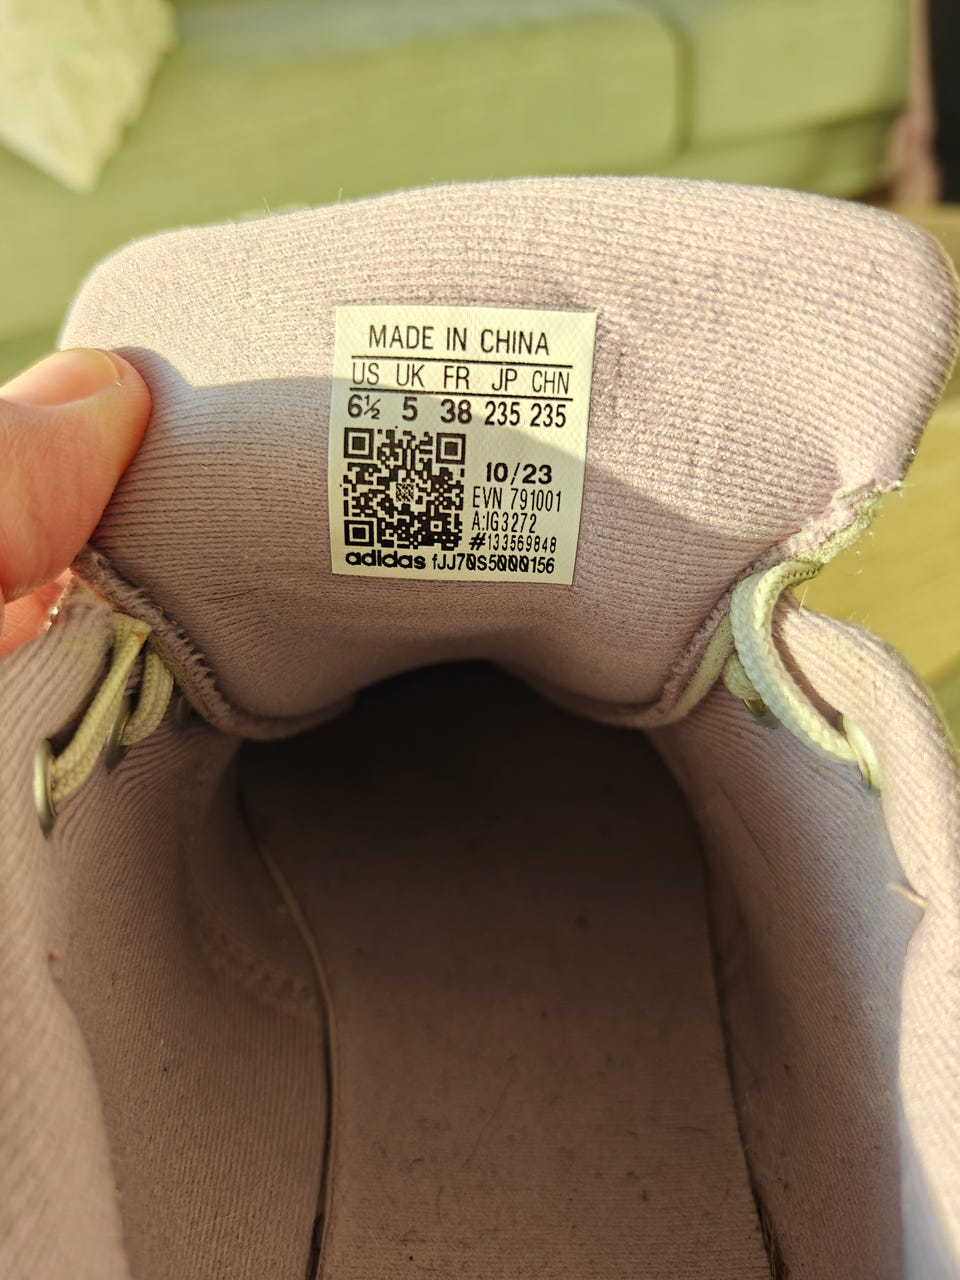 MADE IN CHINA
US UK FR JP CHN
6½ 5 38 235 235
10/23
EVN 791001
A:IG3272
#133569848
adidas fJJ70S5000156